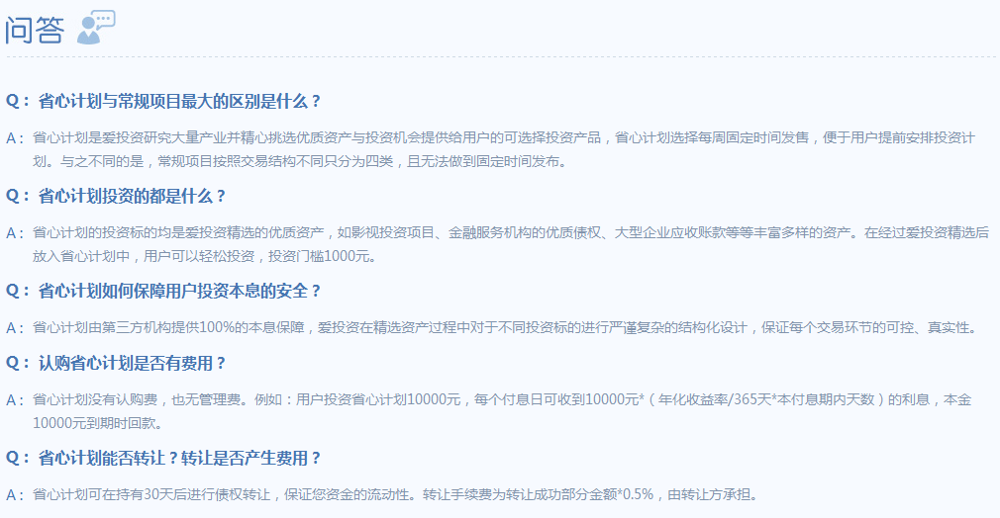 问答
Q： 省心计划与常规项目最大的区别是什么？
A： 省心计划是爱投资研究大量产业并精心挑选优质资产与投资机会提供给用户的可选择投资产品，省心计划选择每周固定时间发售，便于用户提前安排投资计
划。与之不同的是，常规项目按照交易结构不同只分为四类，且无法做到固定时间发布。
Q： 省心计划投资的都是什么？
A： 省心计划的投资标的均是爱投资精选的优质资产，如影视投资项目、金融服务机构的优质债权、大型企业应收账款等等丰富多样的资产。在经过爱投资精选后
放入省心计划中，用户可以轻松投资，投资门槛1000元。
Q： 省心计划如何保障用户投资本息的安全？
A： 省心计划由第三方机构提供100%的本息保障，爱投资在精选资产过程中对于不同投资标的进行严谨复杂的结构化设计，保证每个交易环节的可控、真实性。
Q： 认购省心计划是否有费用？
A： 省心计划没有认购费，也无管理费。例如：用户投资省心计划10000元，每个付息日可收到10000元*（年化收益率/365天*本付息期内天数）的利息，本金
10000元到期时回款。
Q： 省心计划能否转让？转让是否产生费用？
A： 省心计划可在持有30天后进行债权转让，保证您资金的流动性。转让手续费为转让成功部分金额*0.5%，由转让方承担。